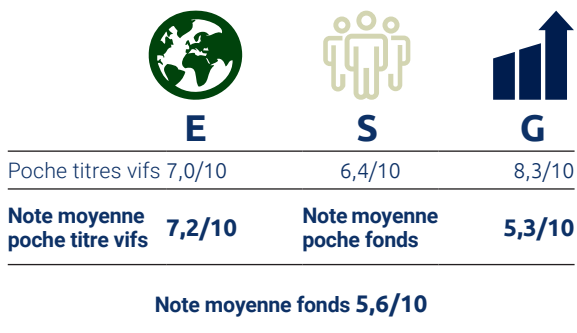 E S G
Poche titres vifs 7,0/10 6,4/10 8,3/10
Note moyenne
poche titre vifs 7,2/10
Note moyenne
poche fonds 5,3/10
Note moyenne fonds 5,6/10